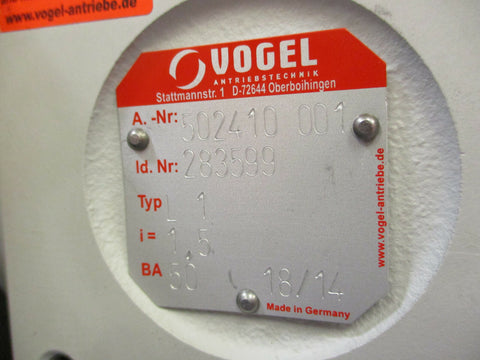 www.vogel-antriebe.de
VOGEL
ANTRIEBSTECHNIK
Stattmannstr. 1 D-72644 Oberboihingen
A. -Nr: 502410 001
Id. Nr: 283599
Typ L 1
i = 1,5
BA 50 18/14
Made in Germany
www.vogel-antriebe.de